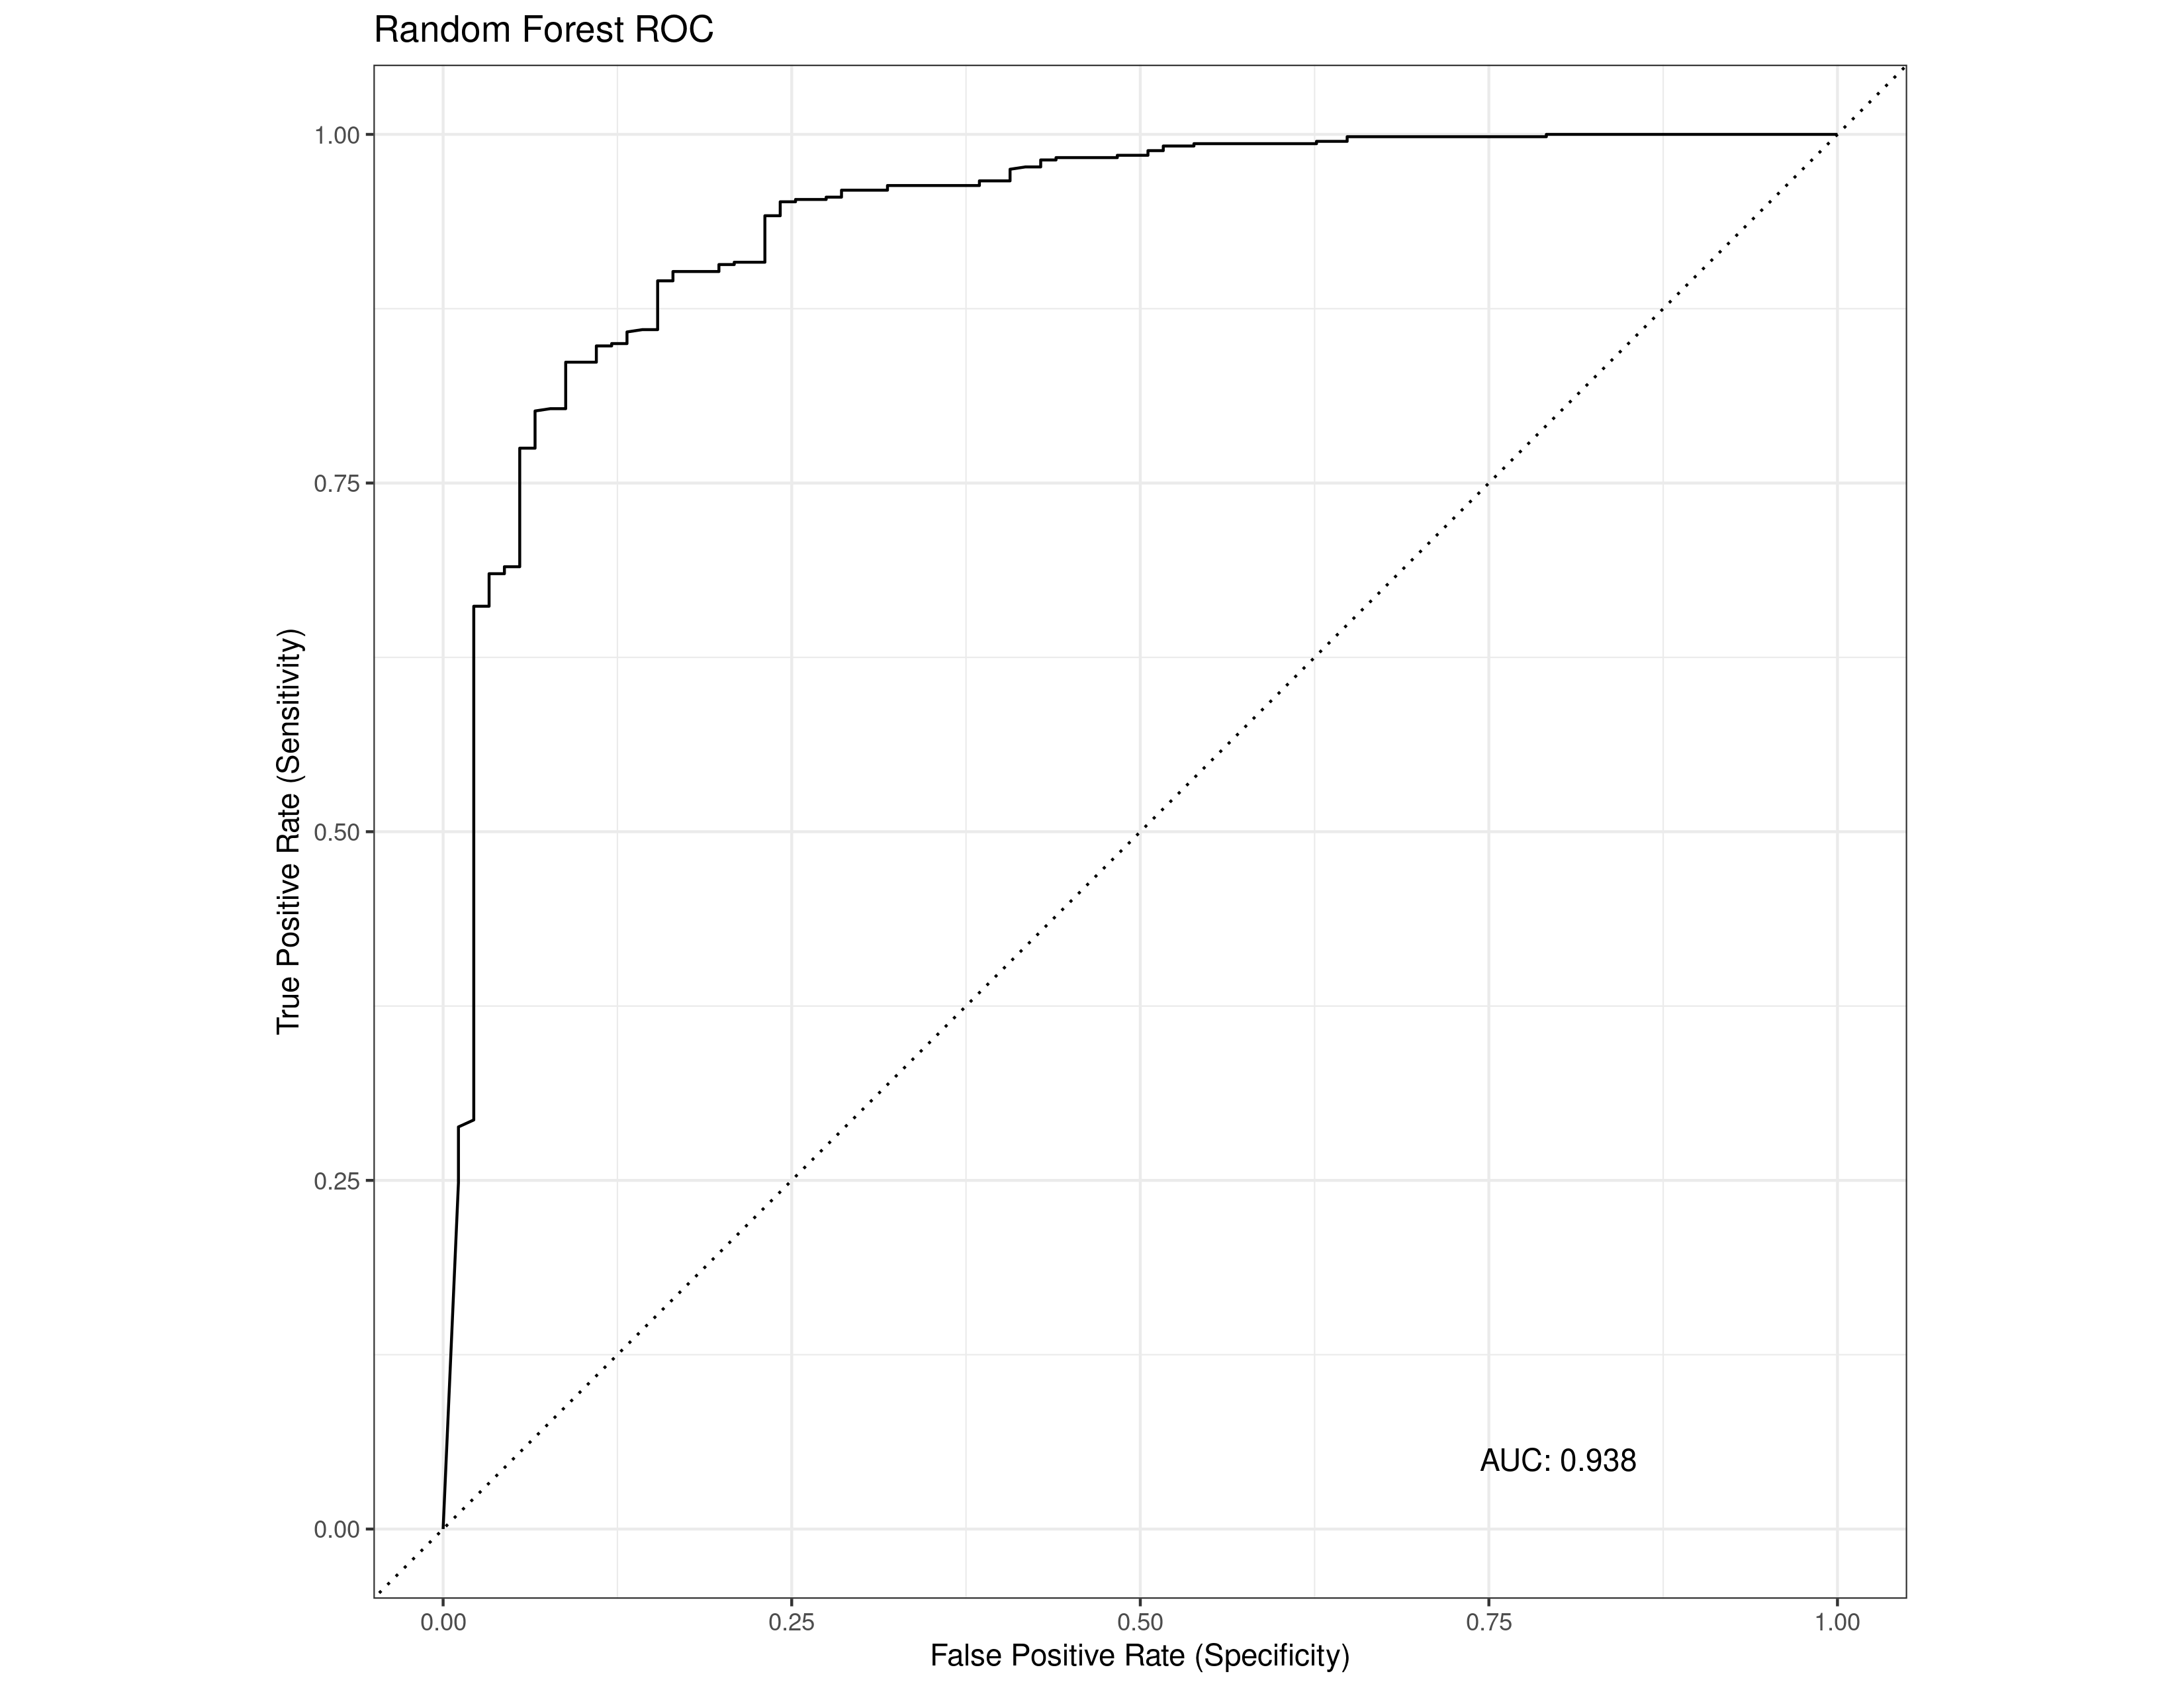 Random Forest ROC
True Positive Rate (Sensitivity)
1.00
0.75
0.50
0.25
0.00
AUC: 0.938
0.00 0.25 0.50 0.75 1.00
False Positive Rate (Specificity)